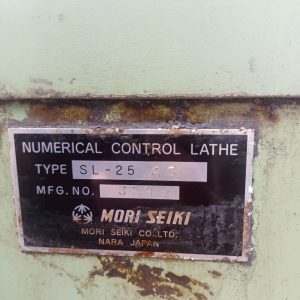 NUMERICAL CONTROL LATHE
TYPE SL-25
MFG. NO.
MORI SEIKI
MORI SEIKI CO., LTD.
NARA JAPAN